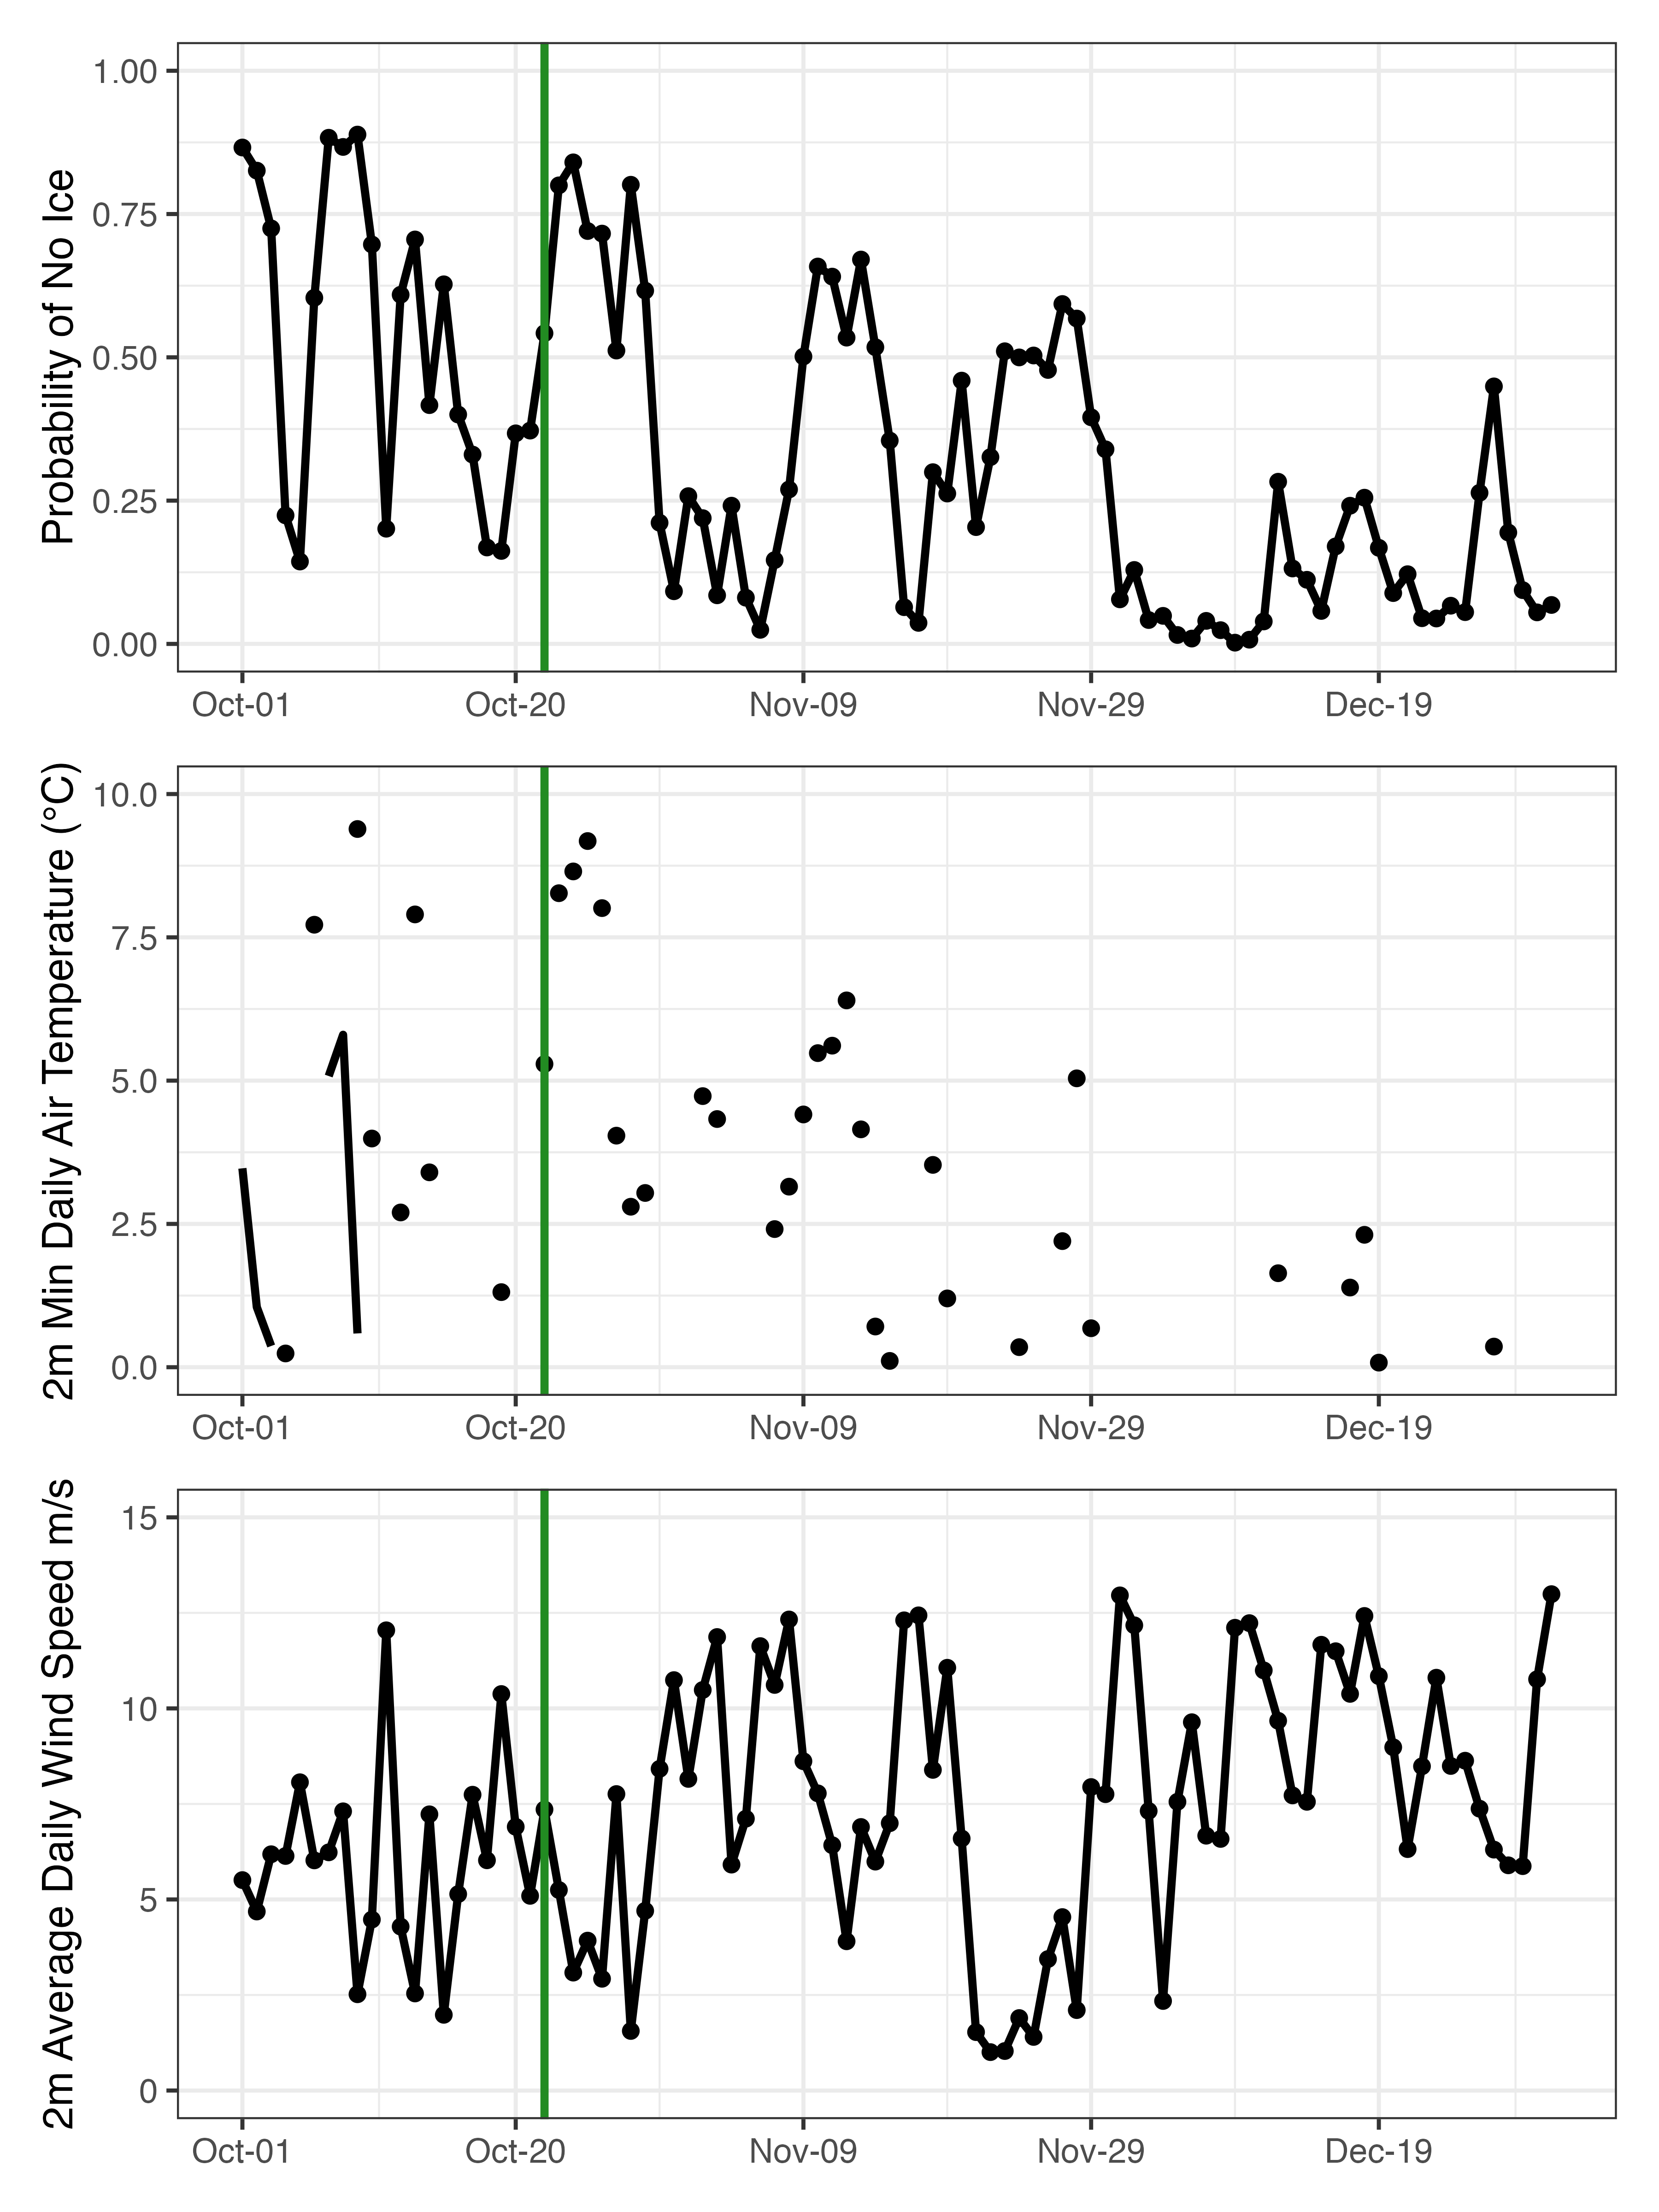 Probability of No Ice
1.00
0.75
0.50
0.25
0.00
Oct-01 Oct-20 Nov-09 Nov-29 Dec-19
2m Min Daily Air Temperature (°C)
10.0
7.5
5.0
2.5
0.0
Oct-01 Oct-20 Nov-09 Nov-29 Dec-19
2m Average Daily Wind Speed m/s
15
10
5
0
Oct-01 Oct-20 Nov-09 Nov-29 Dec-19